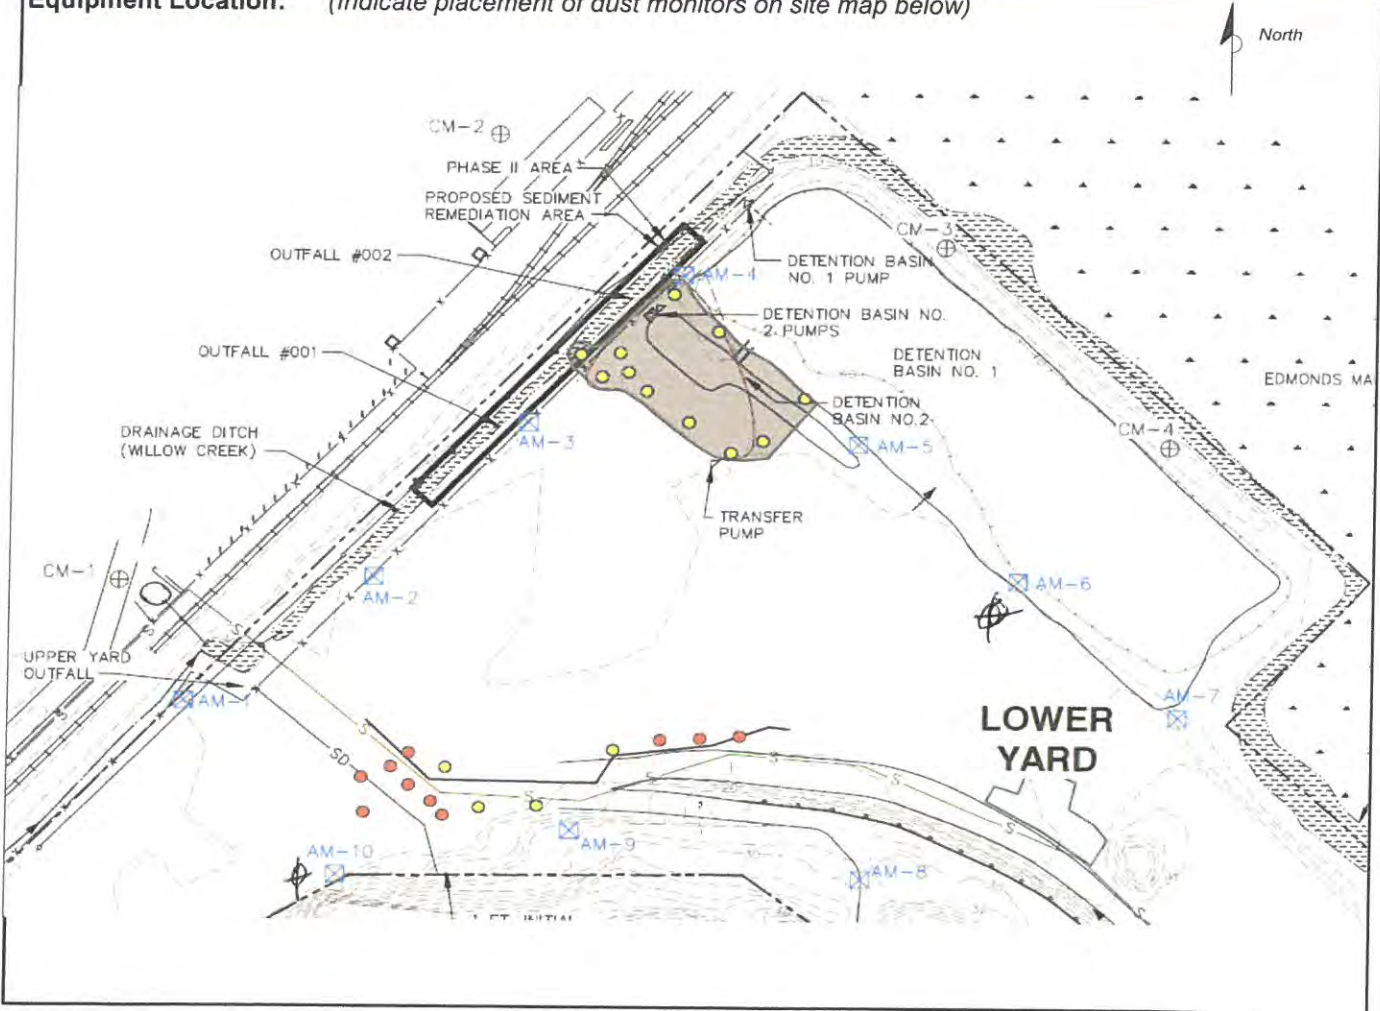 Equipment Location: (Indicate placement of dust monitors on site map below)
North
CM-2
PHASE II AREA
PROPOSED SEDIMENT
REMEDIATION AREA
OUTFALL #002
OUTFALL #001
DRAINAGE DITCH
(WILLOW CREEK)
CM-1
UPPER YARD
OUTFALL
AM-1
AM-2
AM-3
AM-4
DETENTION BASIN
NO. 1 PUMP
DETENTION BASIN NO.
2 PUMPS
DETENTION
BASIN NO. 1
DETENTION
BASIN NO.2
CM-3
CM-4
EDMONDS MA
AM-5
TRANSFER
PUMP
AM-6
AM-7
LOWER
YARD
S
SD
S
S
S
S
S
S
S
?
AM-10
AM-9
AM-8